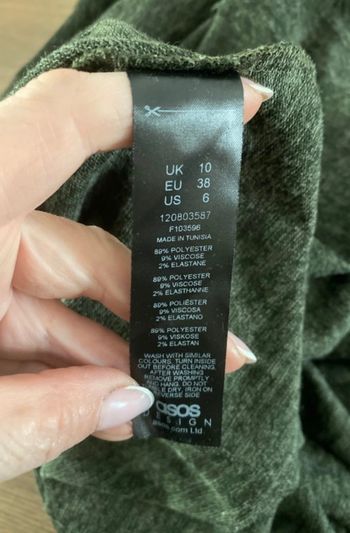 UK 10
EU 38
US 6
120803587
F103596
MADE IN TUNISIA
89% POLYESTER
9% VISCOSE
2% ELASTANE
89% POLYESTER
9% VISCOSE
2% ELASTHANNE
89% POLIÉSTER
9% VISCOSA
2% ELASTANO
89% POLYESTER
9% VISKOSE
2% ELASTAN
WASH WITH SIMILAR
COLOURS. TURN INSIDE
OUT BEFORE CLEANING.
AFTER WASHING
REMOVE PROMPTLY
AND HANG. DO NOT
DRY, IRON ON
REVERSE SIDE
asos
DESIGN
.com Ltd.